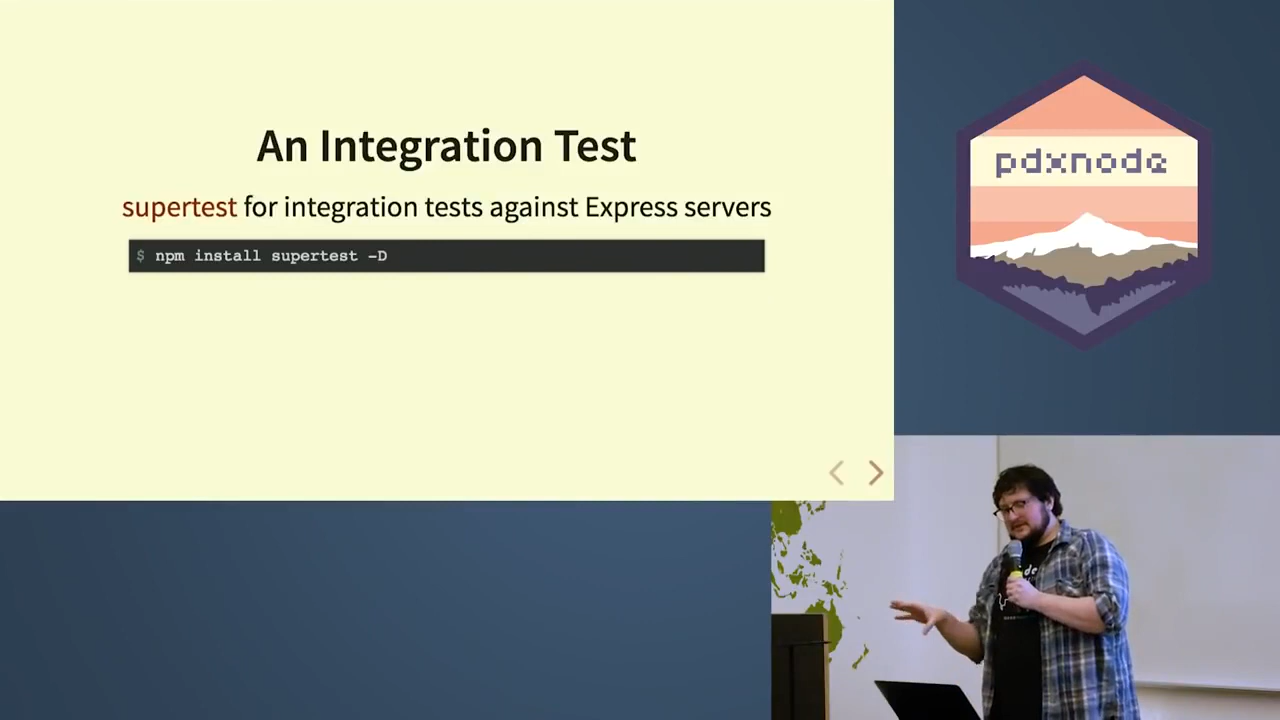 An Integration Test
supertest for integration tests against Express servers
$ npm install supertest -D
pdxnode